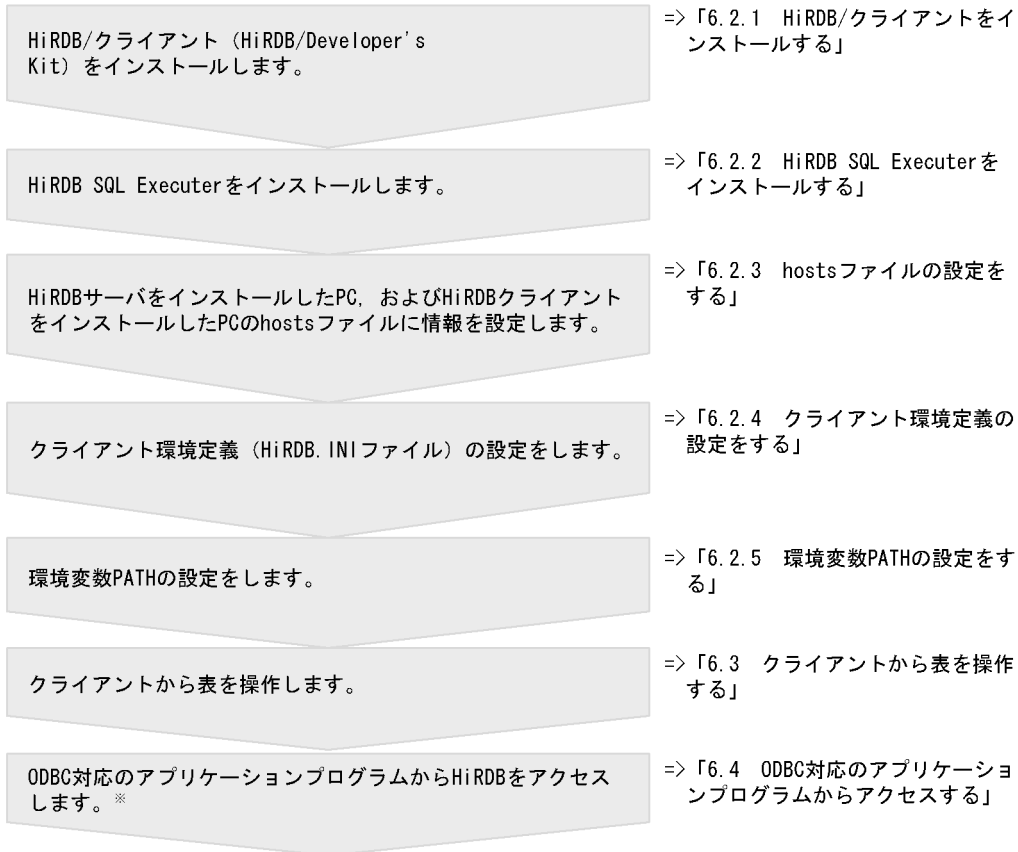 HiRDB/クライアント（HiRDB/Developer's
Kit）をインストールします。
=>「6.2.1　HiRDB/クライアントをイ
ンストールする」
HiRDB SQL Executerをインストールします。
=>「6.2.2　HiRDB SQL Executerを
インストールする」
HiRDBサーバをインストールしたPC，およびHiRDBクライアント
をインストールしたPCのhostsファイルに情報を設定します。
=>「6.2.3　hostsファイルの設定を
する」
クライアント環境定義（HiRDB.INIファイル）の設定をします。
=>「6.2.4　クライアント環境定義の
設定をする」
環境変数PATHの設定をします。
=>「6.2.5　環境変数PATHの設定をす
る」
クライアントから表を操作します。
=>「6.3　クライアントから表を操作
する」
ODBC対応のアプリケーションプログラムからHiRDBをアクセス
します。※
=>「6.4　ODBC対応のアプリケーショ
ンプログラムからアクセスする」